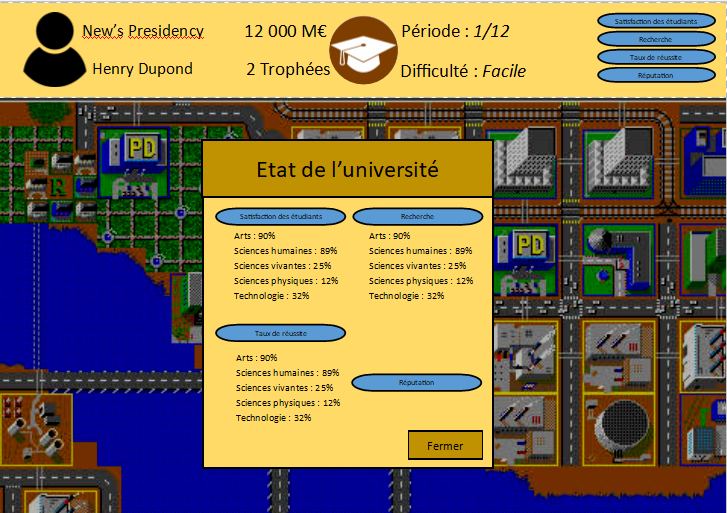 New's Presidency
12 000 M€
Période : 1/12
Henry Dupond
2 Trophées
Difficulté : Facile
Satisfaction des étudiants
Recherche
Taux de réussite
Réputation
PD
R
PD
Etat de l'université
Satisfaction des étudiants
Arts : 90%
Sciences humaines : 89%
Sciences vivantes : 25%
Sciences physiques : 12%
Technologie : 32%
Recherche
Arts : 90%
Sciences humaines : 89%
Sciences vivantes : 25%
Sciences physiques : 12%
Technologie : 32%
Taux de réussite
Arts : 90%
Sciences humaines : 89%
Sciences vivantes : 25%
Sciences physiques : 12%
Technologie : 32%
Réputation
Fermer